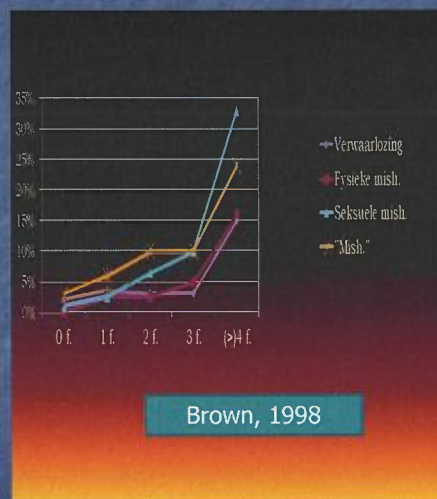 35%
30%
25%
20%
15%
10%
5%
0%
0 f. 1 f. 2 f. 3 f. (>)4 f.
Verwaarlozing
Fysieke mish.
Seksuele mish.
"Mish."
Brown, 1998